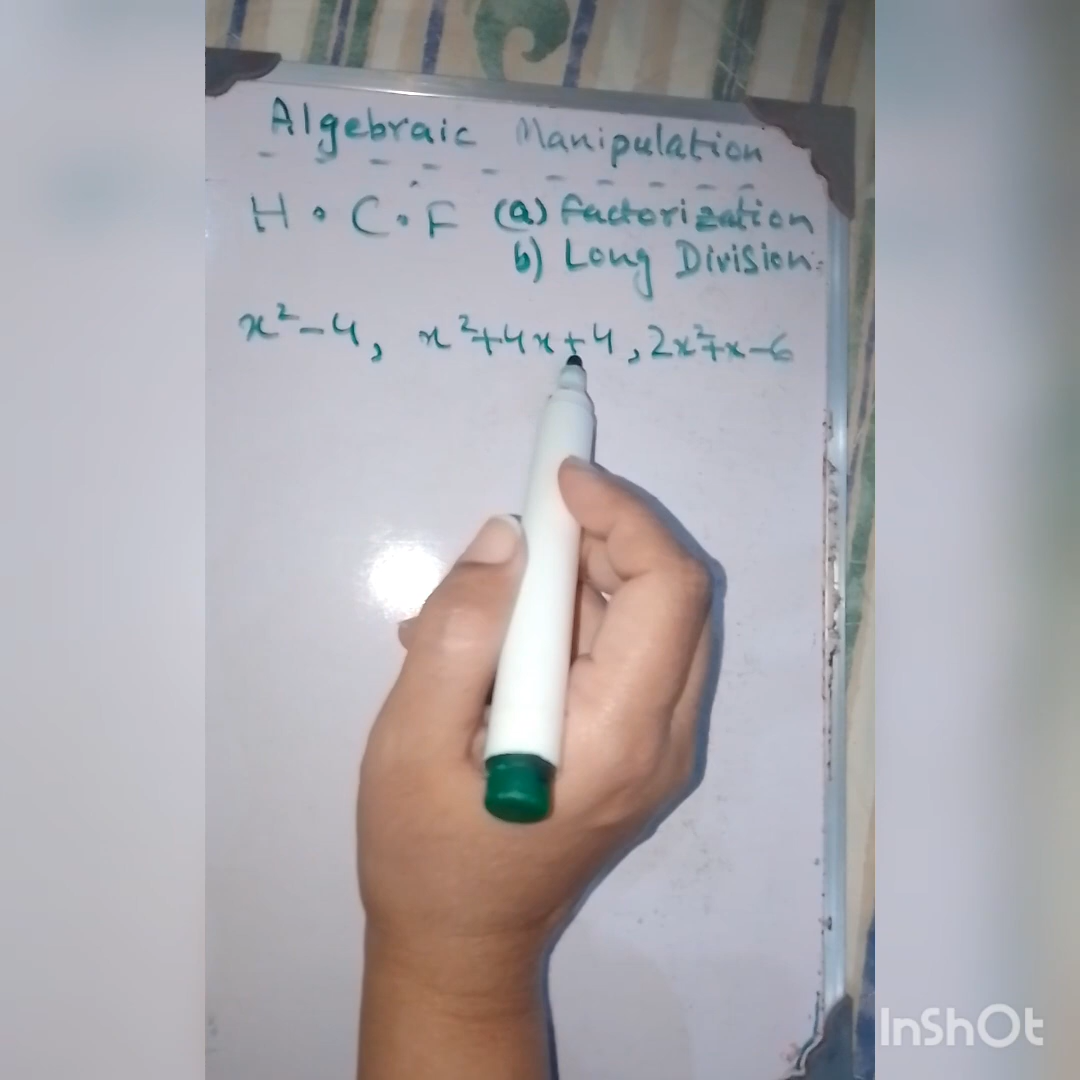 Algebraic Manipulation
H.C.F (a) Factorization
b) Long Division:
x²-4, x²+4x+4, 2x²+x-6
InShOt